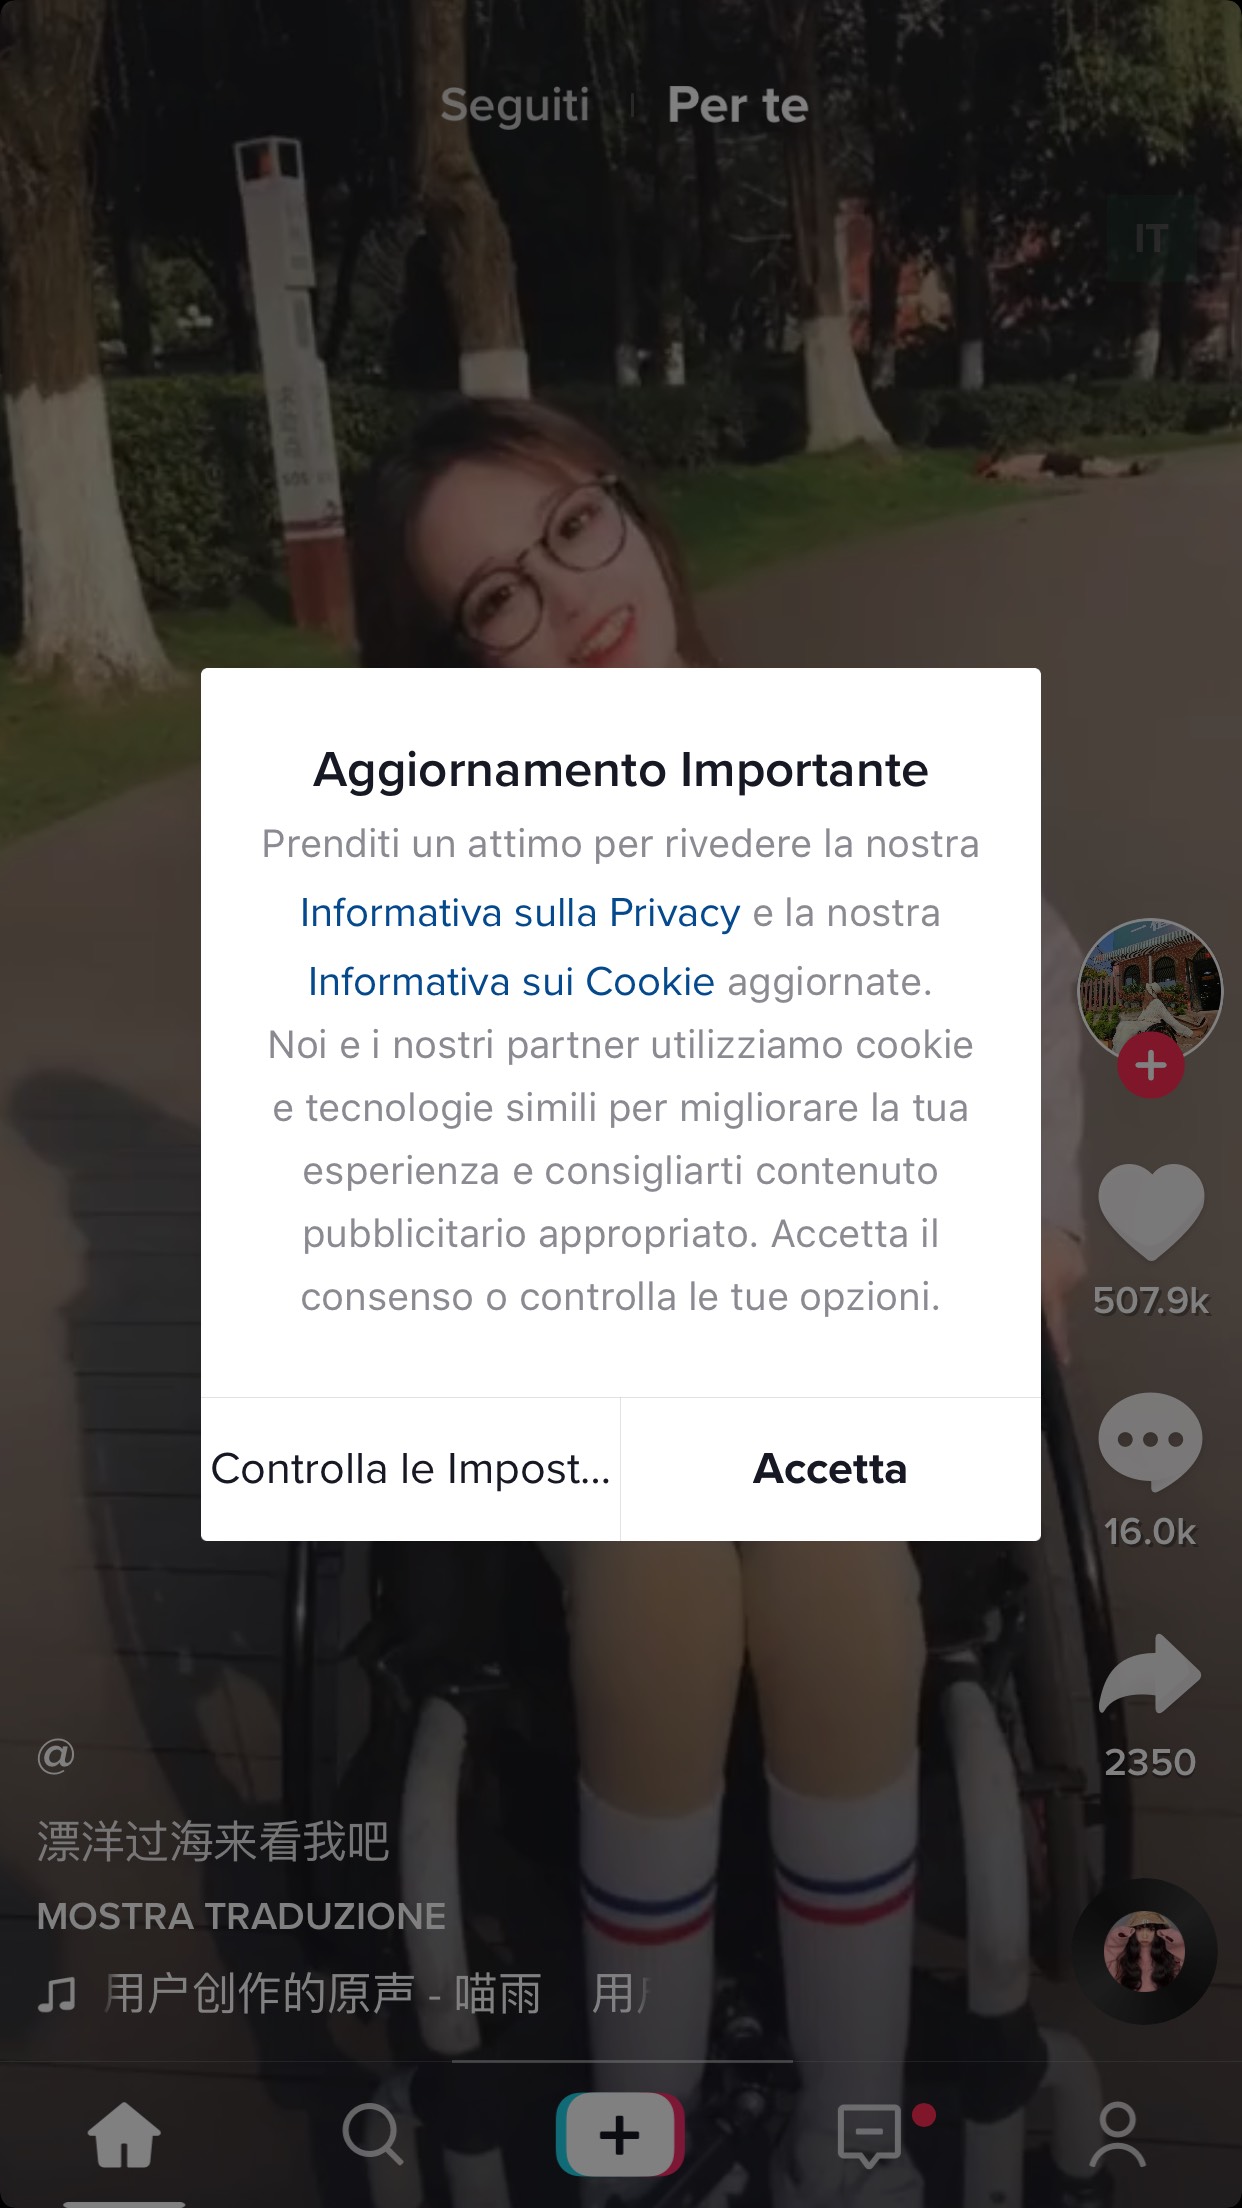 Seguiti | Per te
IT
SOS
Aggiornamento Importante
Prenditi un attimo per rivedere la nostra
Informativa sulla Privacy e la nostra
Informativa sui Cookie aggiornate.
Noi e i nostri partner utilizziamo cookie
e tecnologie simili per migliorare la tua
esperienza e consigliarti contenuto
pubblicitario appropriato. Accetta il
consenso o controlla le tue opzioni.
Controlla le Impost...
Accetta
507.9k
16.0k
2350
@
漂洋过海来看我吧
MOSTRA TRADUZIONE
用户创作的原声 - 喵雨 用